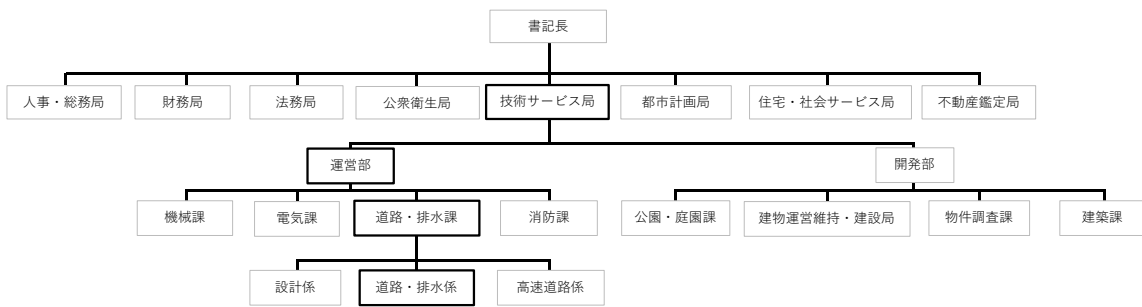 書記長
人事・総務局
財務局
法務局
公衆衛生局
技術サービス局
都市計画局
住宅・社会サービス局
不動産鑑定局
運営部
開発部
機械課
電気課
道路・排水課
消防課
公園・庭園課
建物運営維持・建設局
物件調査課
建築課
設計係
道路・排水係
高速道路係